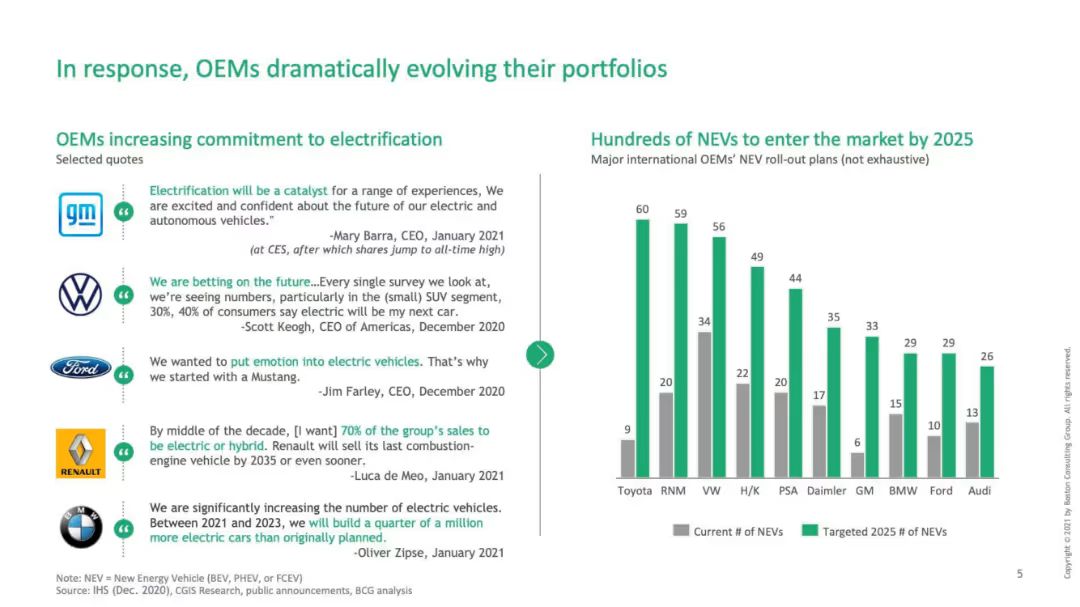 In response, OEMs dramatically evolving their portfolios
OEMs increasing commitment to electrification
Selected quotes
gm
“
Electrification will be a catalyst for a range of experiences, We
are excited and confident about the future of our electric and
autonomous vehicles."
-Mary Barra, CEO, January 2021
(at CES, after which shares jump to all-time high)
“
We are betting on the future…Every single survey we look at,
we're seeing numbers, particularly in the (small) SUV segment,
30%, 40% of consumers say electric will be my next car.
-Scott Keogh, CEO of Americas, December 2020
Ford
“
We wanted to put emotion into electric vehicles. That's why
we started with a Mustang.
-Jim Farley, CEO, December 2020
RENAULT
“
By middle of the decade, [I want] 70% of the group's sales to
be electric or hybrid. Renault will sell its last combustion-
engine vehicle by 2035 or even sooner.
-Luca de Meo, January 2021
BMW
“
We are significantly increasing the number of electric vehicles.
Between 2021 and 2023, we will build a quarter of a million
more electric cars than originally planned.
-Oliver Zipse, January 2021
Hundreds of NEVs to enter the market by 2025
Major international OEMs' NEV roll-out plans (not exhaustive)
9 60 20 59 34 56 22 49 20 44 17 35 6 33 15 29 10 29 13 26
Toyota RNM VW H/K PSA Daimler GM BMW Ford Audi
Current # of NEVs Targeted 2025 # of NEVs
Note: NEV = New Energy Vehicle (BEV, PHEV, or FCEV)
Source: IHS (Dec. 2020), CGIS Research, public announcements, BCG analysis
5
Copyright © 2021 by Boston Consulting Group. All rights reserved.